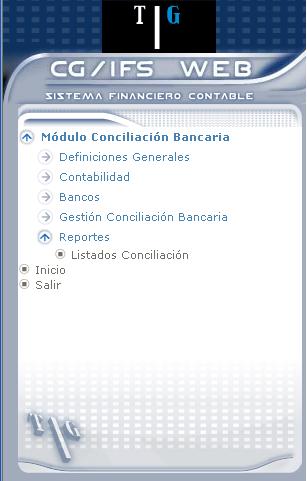 T G
CG/IFS WEB
SISTEMA FINANCIERO CONTABLE
Módulo Conciliación Bancaria
Definiciones Generales
Contabilidad
Bancos
Gestión Conciliación Bancaria
Reportes
Listados Conciliación
Inicio
Salir
T G